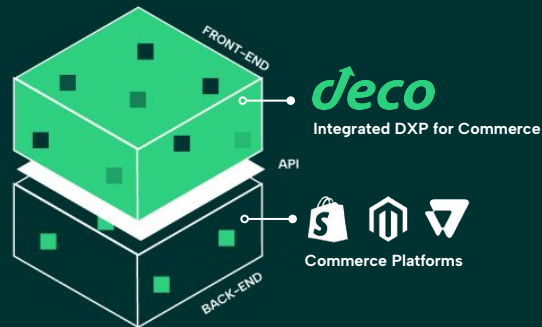 FRONT-END
deco
Integrated DXP for Commerce
API
Commerce Platforms
BACK-END